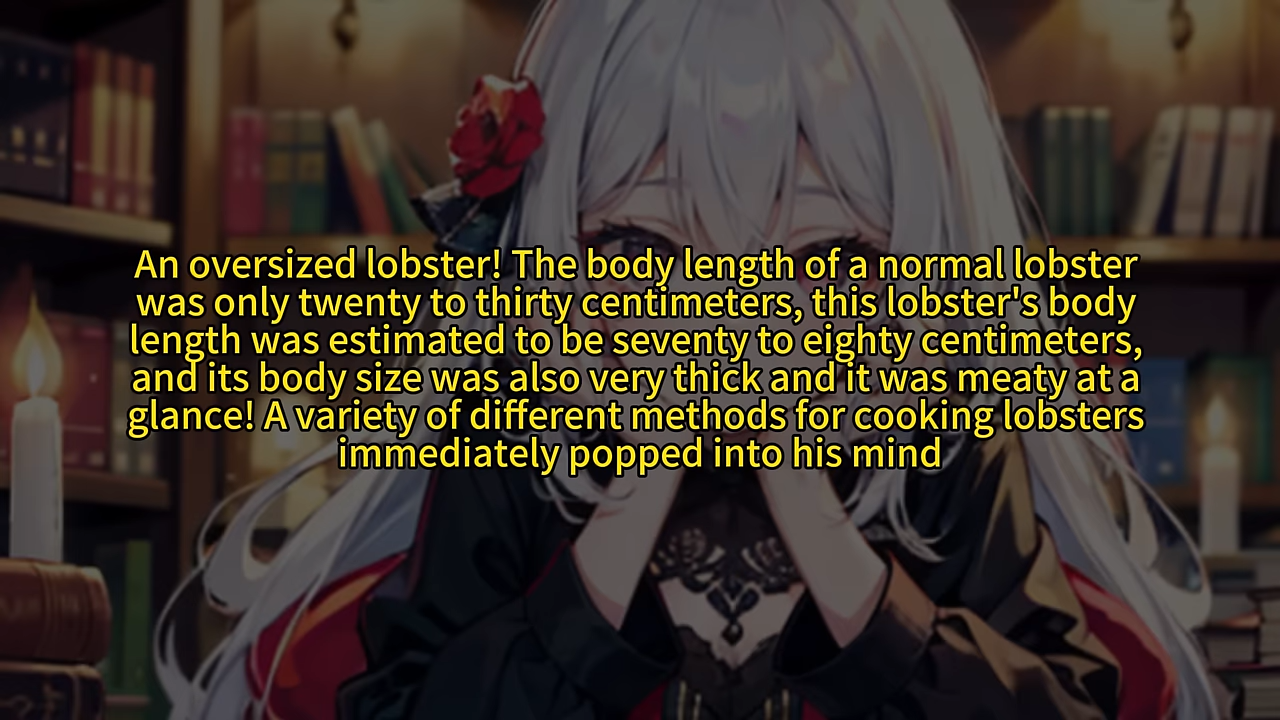 An oversized lobster! The body length of a normal lobster
was only twenty to thirty centimeters, this lobster's body
length was estimated to be seventy to eighty centimeters,
and its body size was also very thick and it was meaty at a
glance! A variety of different methods for cooking lobsters
immediately popped into his mind